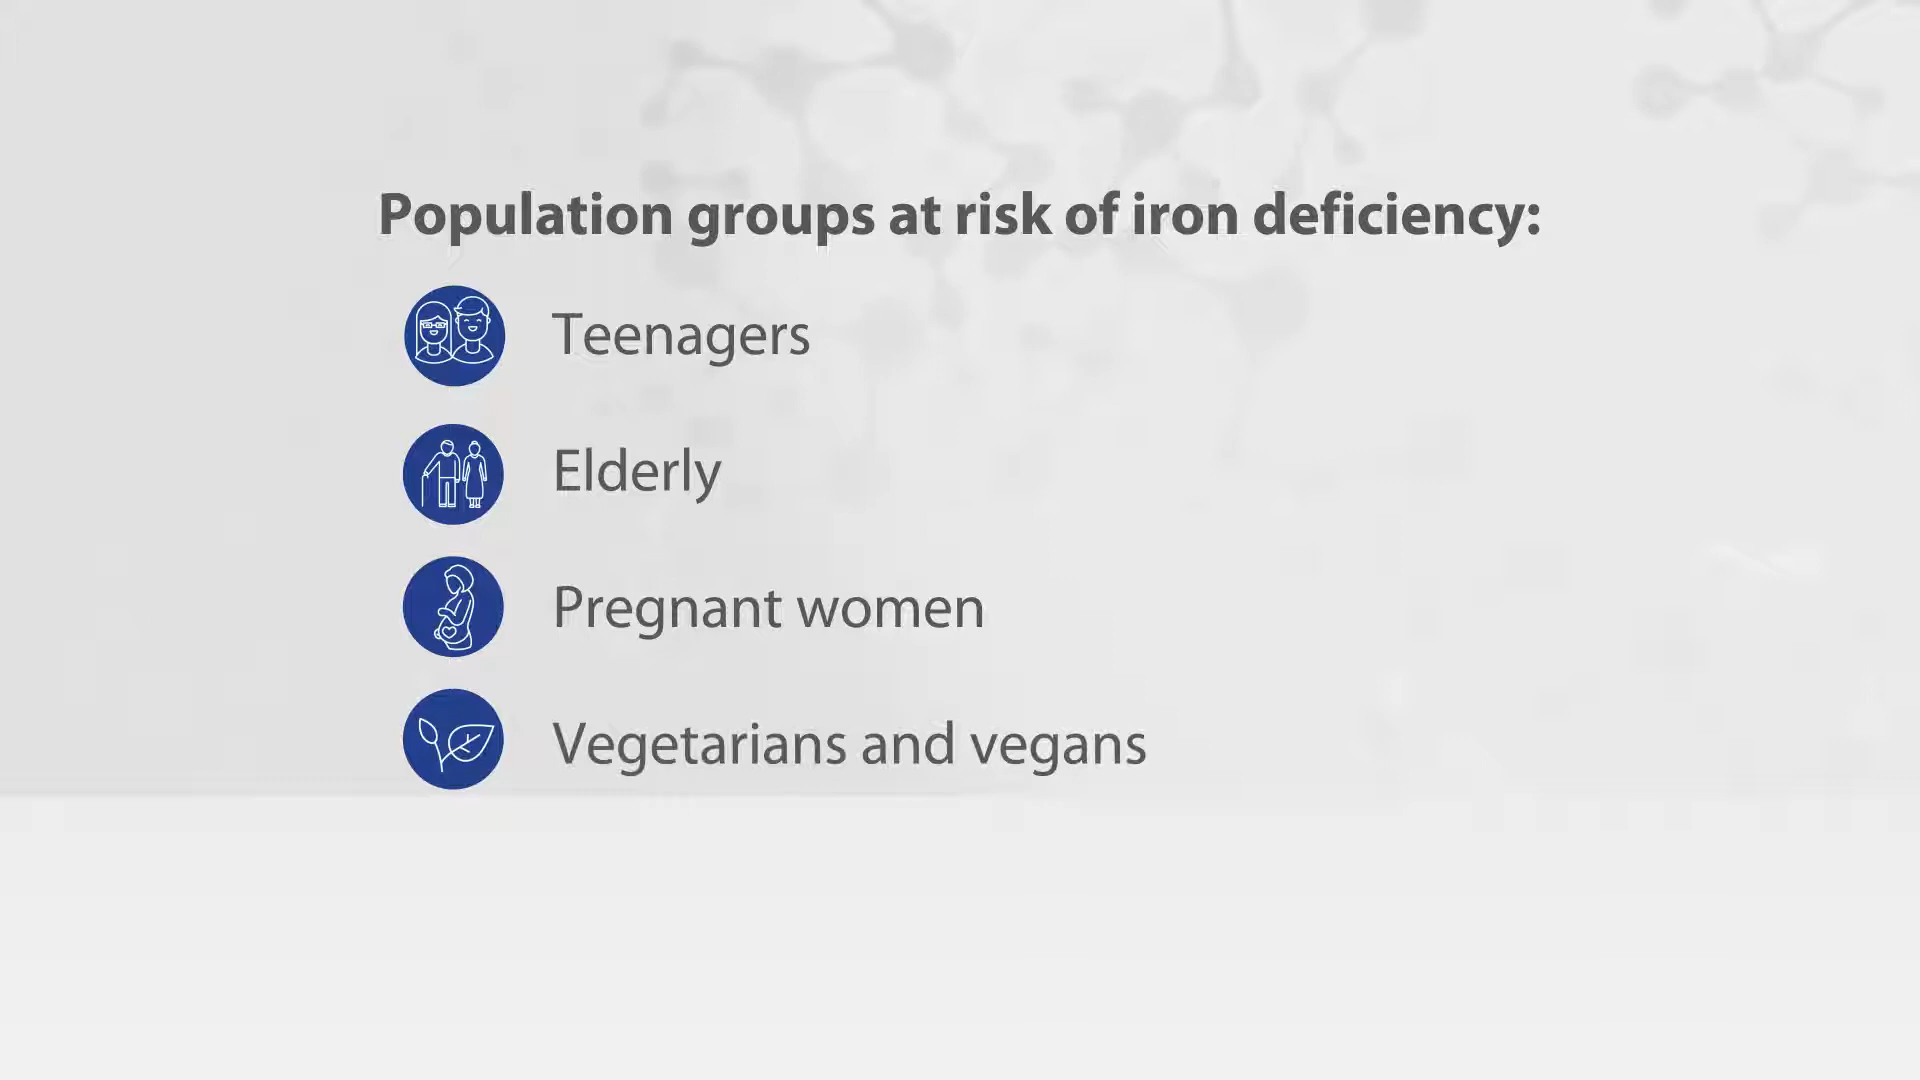 Population groups at risk of iron deficiency:
Teenagers
Elderly
Pregnant women
Vegetarians and vegans